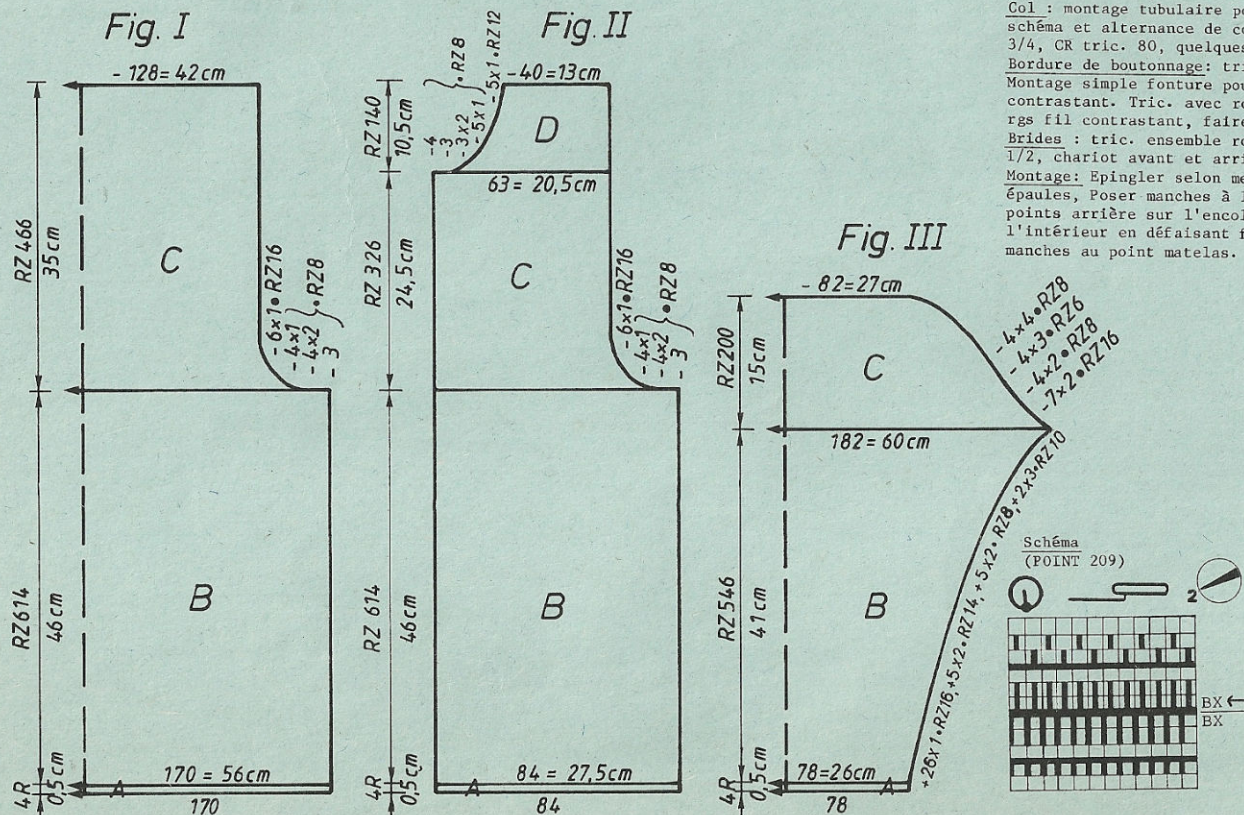 Fig. I
- 128 = 42 cm
RZ 466
35 cm
C
-6x1•RZ16
-4x1
-4x2
}•RZ8
- 3
RZ 614
46 cm
B
170 = 56 cm
4R
0,5 cm
A
170
Fig. II
-40 = 13 cm
RZ 140
10,5 cm
-4
-3
-3x2
-5x1
}•RZ8
-5x1•RZ12
D
63 = 20,5 cm
RZ 326
24,5 cm
C
-6x1•RZ16
-4x1
-4x2
}•RZ8
- 3
RZ 614
46 cm
B
84 = 27,5 cm
4R
0,5 cm
A
84
Fig. III
- 82 = 27 cm
-4x4•RZ8
-4x3•RZ6
-4x2•RZ8
-7x2•RZ16
RZ 200
15 cm
C
182 = 60 cm
RZ 546
41 cm
B
+26x1•RZ16,+5x2•RZ14,+5x2•RZ8,+2x3•RZ10
78 = 26 cm
4R
0,5 cm
A
78
Col : montage tubulaire po
schéma et alternance de co
3/4, CR tric. 80, quelques
Bordure de boutonnage: tri
Montage simple fonture pou
contrastant. Tric. avec re
rgs fil contrastant, faire
Brides : tric. ensemble ro
1/2, chariot avant et arri
Montage: Epingler selon me
épaules, Poser manches à l
points arrière sur l'encol
l'intérieur en défaisant f
manches au point matelas.
Schéma
(POINT 209)
2
BX ←
BX